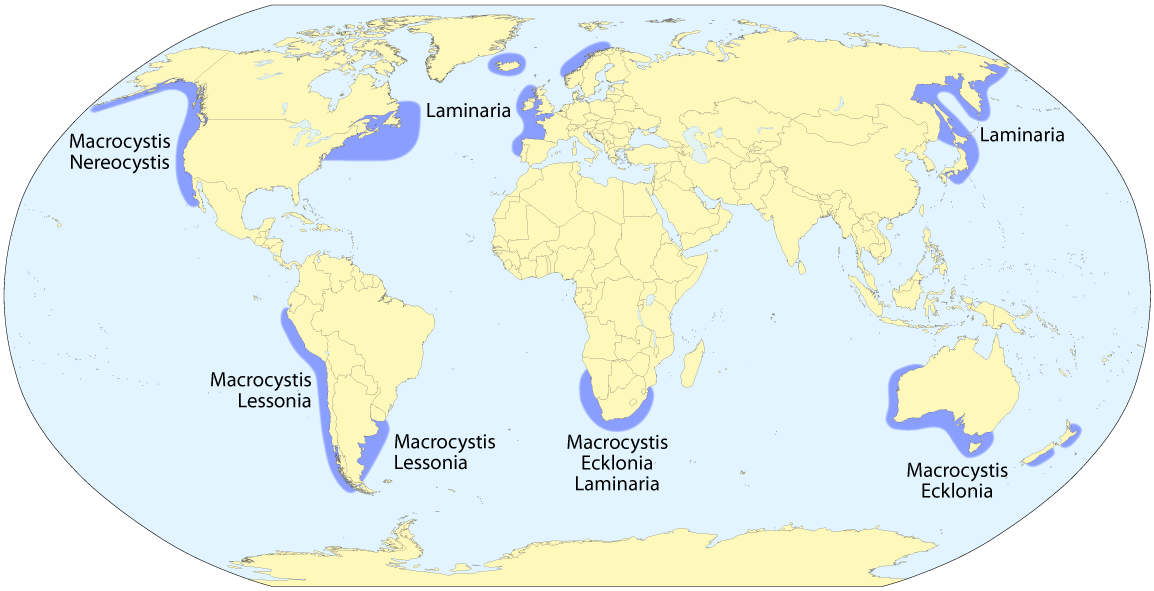 Laminaria
Macrocystis
Nereocystis
Laminaria
Macrocystis
Lessonia
Macrocystis
Lessonia
Macrocystis
Ecklonia
Laminaria
Macrocystis
Ecklonia